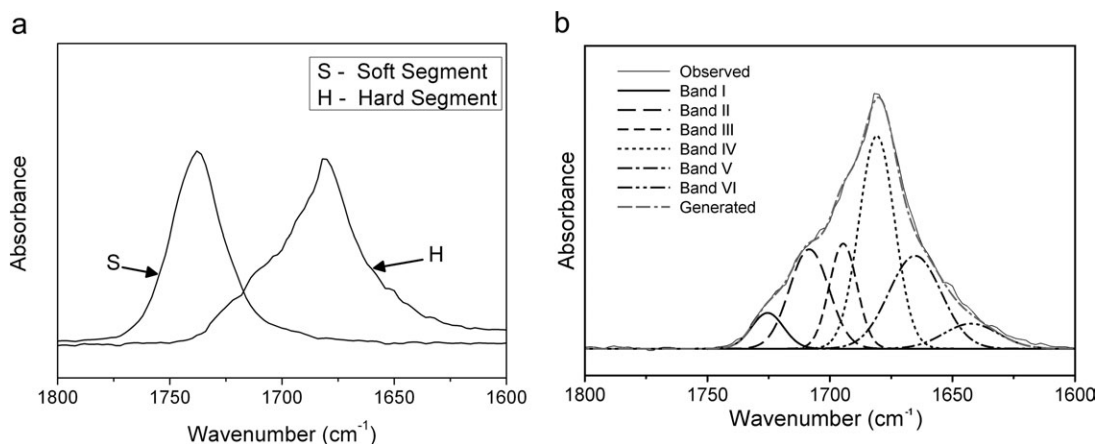 a
S - Soft Segment
H - Hard Segment
Absorbance
S
H
1800 1750 1700 1650 1600
Wavenumber (cm⁻¹)
b
Observed
Band I
Band II
Band III
Band IV
Band V
Band VI
Generated
Absorbance
1800 1750 1700 1650 1600
Wavenumber (cm⁻¹)